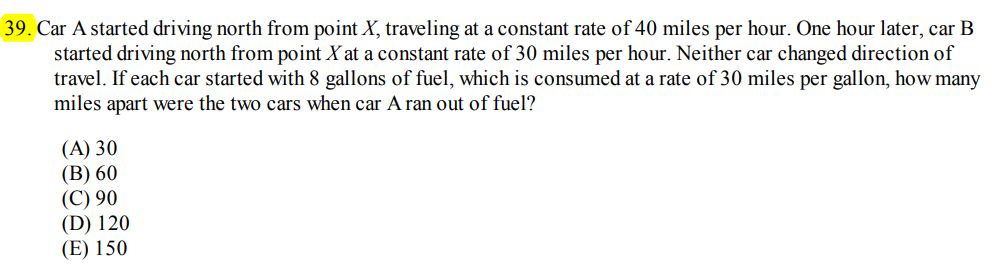 39. Car A started driving north from point X, traveling at a constant rate of 40 miles per hour. One hour later, car B
started driving north from point X at a constant rate of 30 miles per hour. Neither car changed direction of
travel. If each car started with 8 gallons of fuel, which is consumed at a rate of 30 miles per gallon, how many
miles apart were the two cars when car A ran out of fuel?
(A) 30
(B) 60
(C) 90
(D) 120
(E) 150